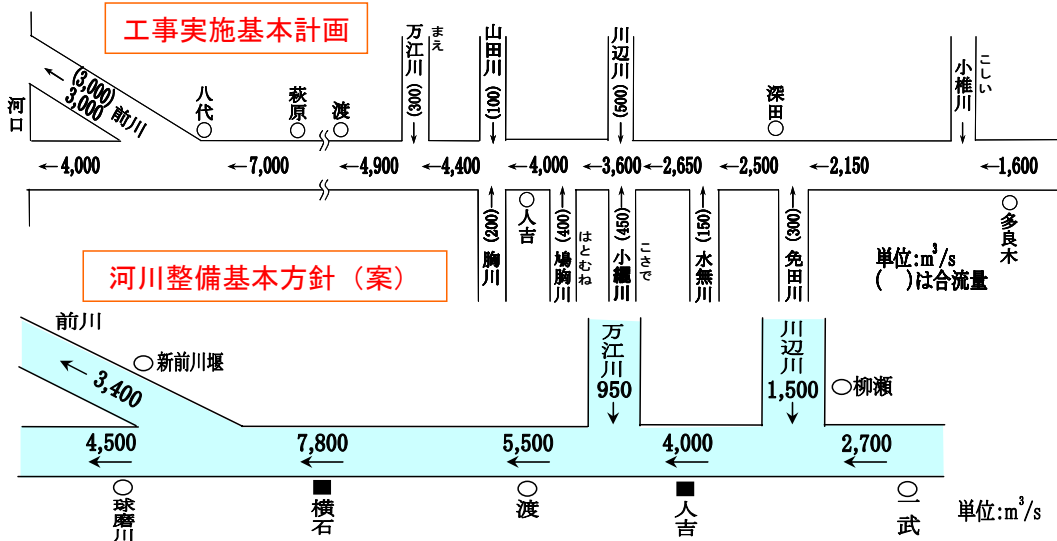 工事実施基本計画
河口
(3,000)
3,000
前川
八代
萩原
渡
万江川
まえ
(300)
山田川
(100)
川辺川
(500)
深田
小椎川
こしい
←4,000
←7,000
←4,900
←4,400
←4,000
←3,600
←2,650
←2,500
←2,150
←1,600
(200)
胸川
人吉
(400)
鳩胸川
はとむね
(450)
小纚川
こさで
(150)
水無川
(300)
免田川
多良木
単位:m³/s
(　)は合流量
河川整備基本方針（案）
前川
新前川堰
3,400
万江川
950
川辺川
1,500
柳瀬
4,500
7,800
5,500
4,000
2,700
球磨川
横石
渡
人吉
一武
単位:m³/s